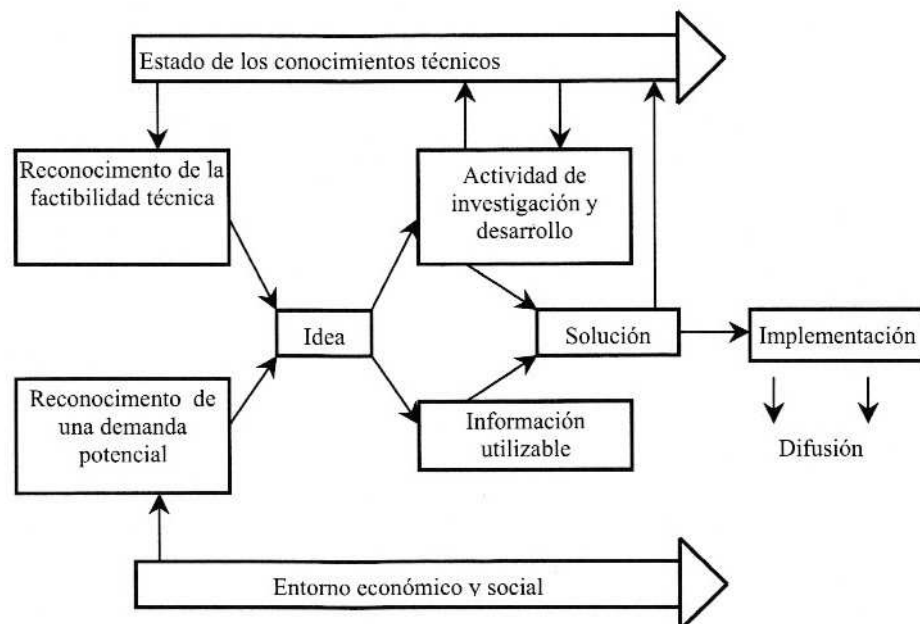 Estado de los conocimientos técnicos
Reconocimento de la
factibilidad técnica
Actividad de
investigación y
desarrollo
Idea
Solución
Implementación
Reconocimento de
una demanda
potencial
Información
utilizable
Difusión
Entorno económico y social